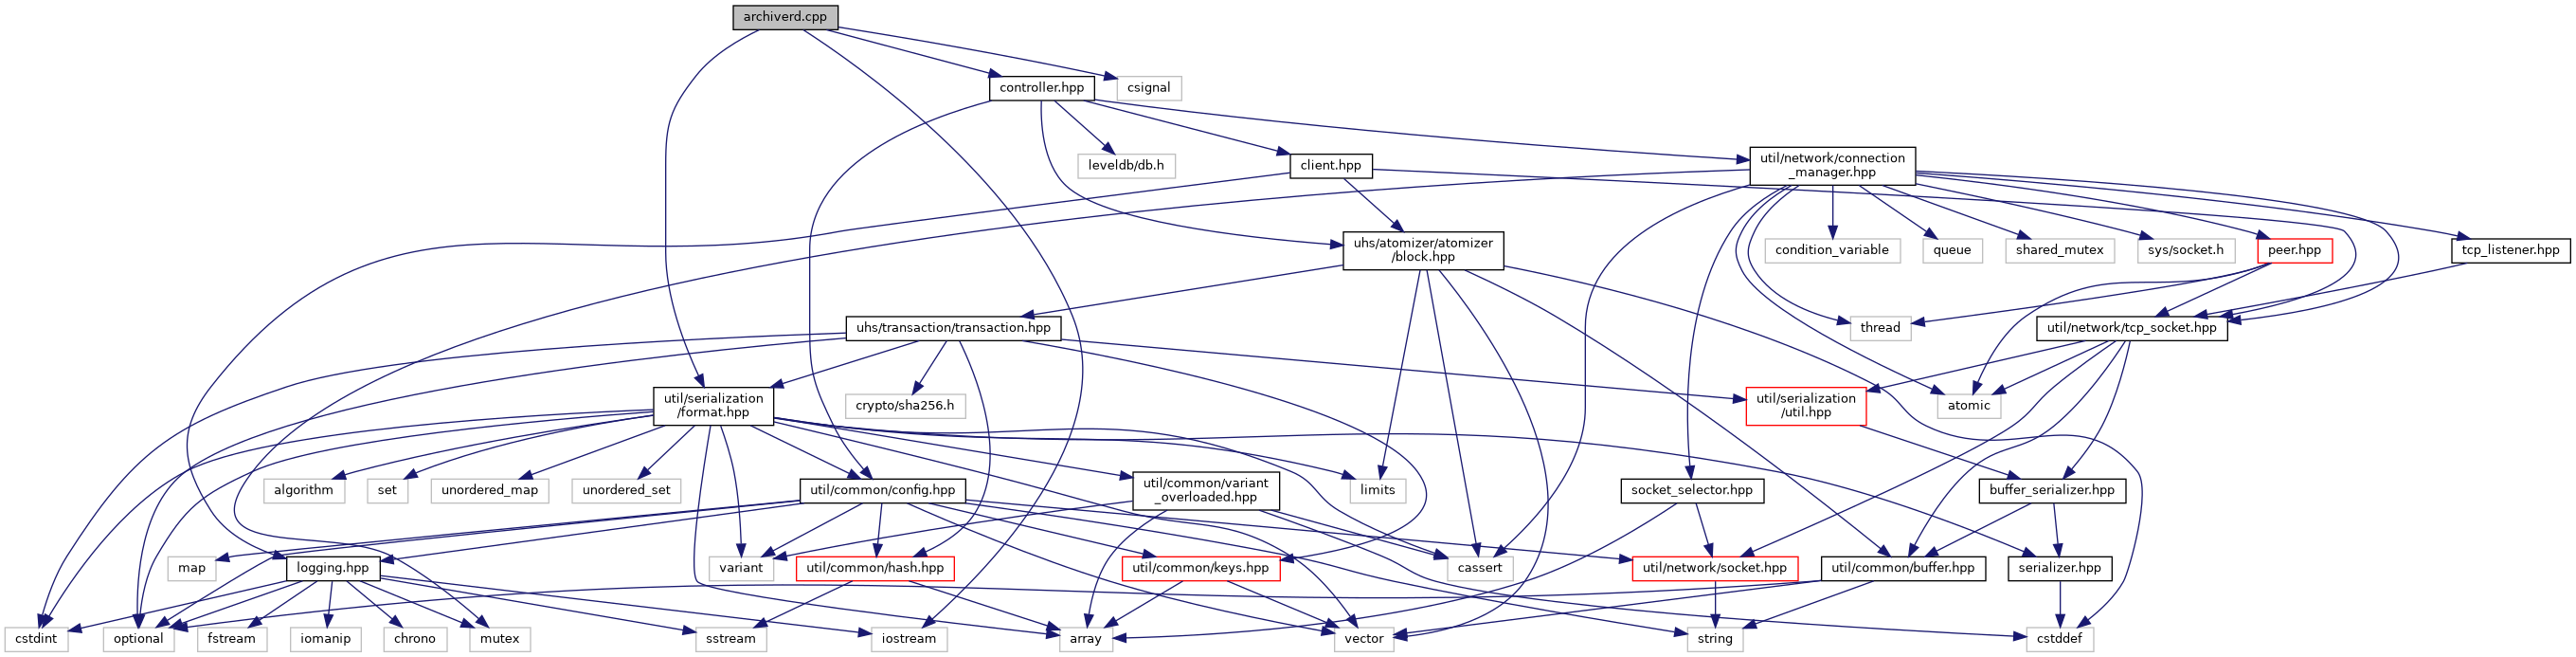 archiverd.cpp
controller.hpp
csignal
leveldb/db.h
client.hpp
util/network/connection
_manager.hpp
uhs/atomizer/atomizer
/block.hpp
condition_variable
queue
shared_mutex
sys/socket.h
peer.hpp
tcp_listener.hpp
uhs/transaction/transaction.hpp
thread
util/network/tcp_socket.hpp
util/serialization
/format.hpp
crypto/sha256.h
util/serialization
/util.hpp
atomic
algorithm
set
unordered_map
unordered_set
util/common/config.hpp
util/common/variant
_overloaded.hpp
limits
socket_selector.hpp
buffer_serializer.hpp
map
logging.hpp
variant
util/common/hash.hpp
util/common/keys.hpp
cassert
util/network/socket.hpp
util/common/buffer.hpp
serializer.hpp
cstdint
optional
fstream
iomanip
chrono
mutex
sstream
iostream
array
vector
string
cstddef